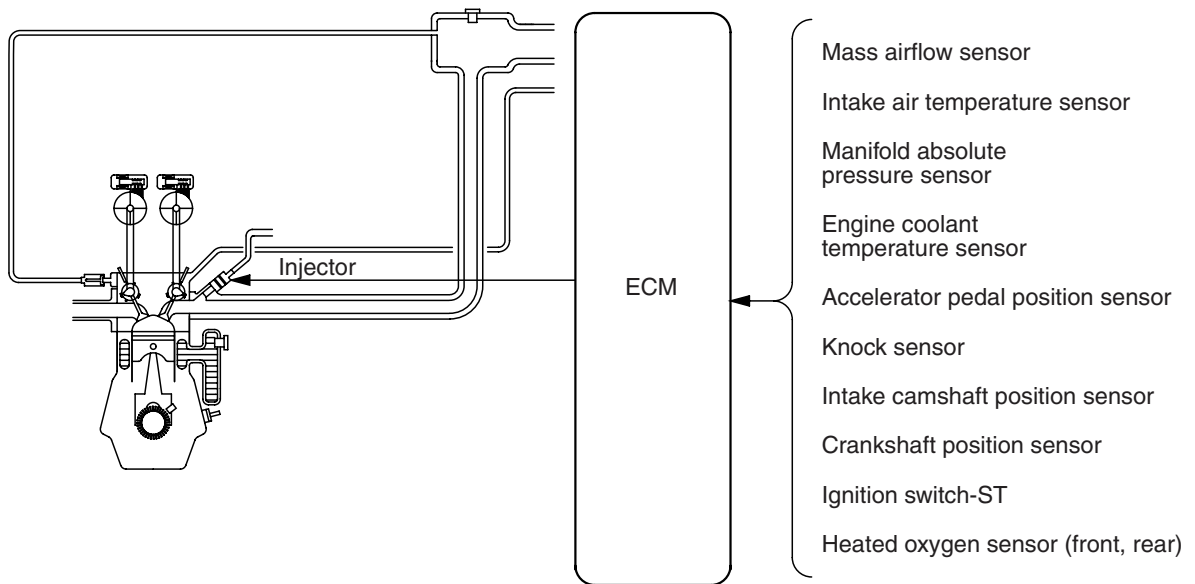 Injector
ECM
Mass airflow sensor
Intake air temperature sensor
Manifold absolute
pressure sensor
Engine coolant
temperature sensor
Accelerator pedal position sensor
Knock sensor
Intake camshaft position sensor
Crankshaft position sensor
Ignition switch-ST
Heated oxygen sensor (front, rear)